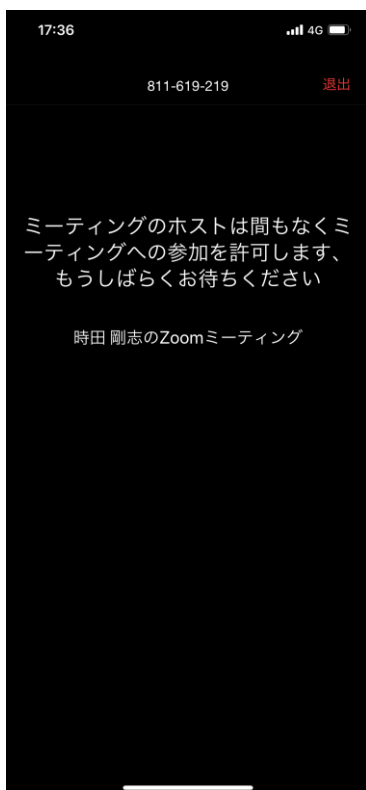 17:36 4G
811-619-219 退出
ミーティングのホストは間もなくミ
ーティングへの参加を許可します、
もうしばらくお待ちください
時田 剛志のZoomミーティング